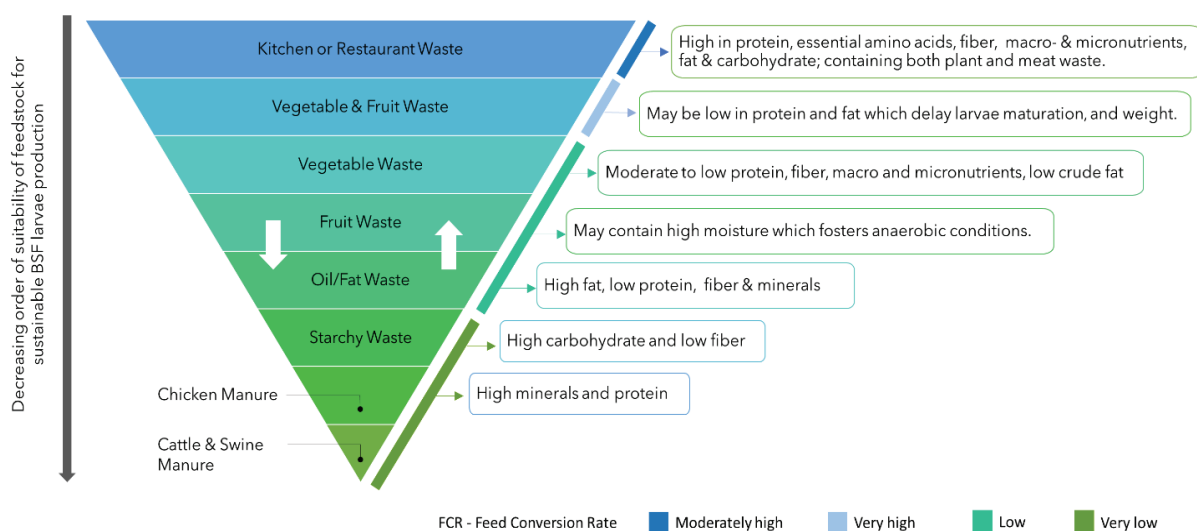 Decreasing order of suitability of feedstock for
sustainable BSF larvae production
Kitchen or Restaurant Waste
High in protein, essential amino acids, fiber, macro- & micronutrients,
fat & carbohydrate; containing both plant and meat waste.
Vegetable & Fruit Waste
May be low in protein and fat which delay larvae maturation, and weight.
Vegetable Waste
Moderate to low protein, fiber, macro and micronutrients, low crude fat
Fruit Waste
May contain high moisture which fosters anaerobic conditions.
Oil/Fat Waste
High fat, low protein, fiber & minerals
Starchy Waste
High carbohydrate and low fiber
Chicken Manure
High minerals and protein
Cattle & Swine
Manure
FCR - Feed Conversion Rate
Moderately high
Very high
Low
Very low